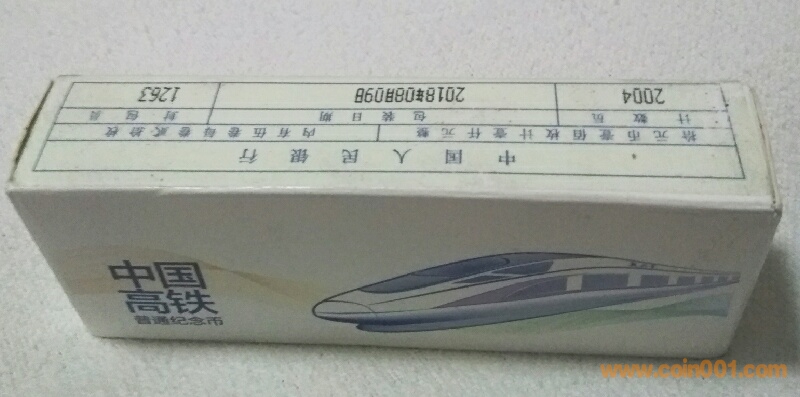 中国人民银行
拾元币壹佰枚计壹仟元整 内有伍卷每卷贰拾枚
计数机 包装日期 封包员
2004 2018年08月09日 1263
中国
高铁
普通纪念币
www.coin001.com